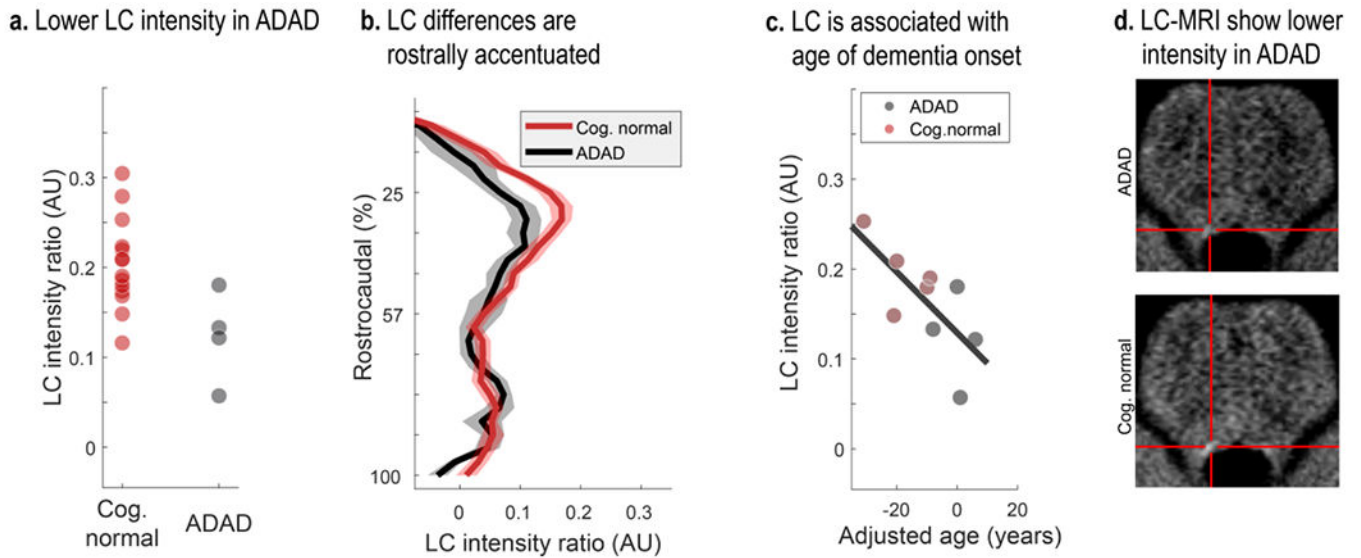 a. Lower LC intensity in ADAD
LC intensity ratio (AU)
0.3
0.2
0.1
0
Cog.
normal
ADAD
b. LC differences are
rostrally accentuated
Cog. normal
ADAD
Rostrocaudal (%)
25
57
100
0
0.1
0.2
0.3
LC intensity ratio (AU)
c. LC is associated with
age of dementia onset
ADAD
Cog.normal
LC intensity ratio (AU)
0.3
0.2
0.1
0
-20
0
20
Adjusted age (years)
d. LC-MRI show lower
intensity in ADAD
ADAD
Cog. normal